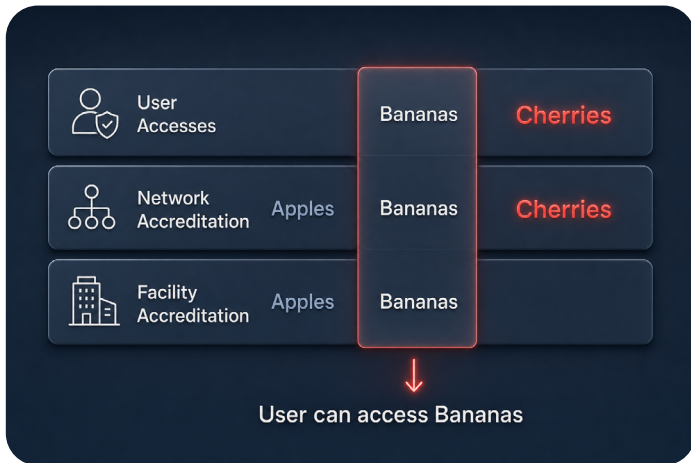 User
Accesses
Bananas
Cherries
Network
Accreditation
Apples
Bananas
Cherries
Facility
Accreditation
Apples
Bananas
User can access Bananas